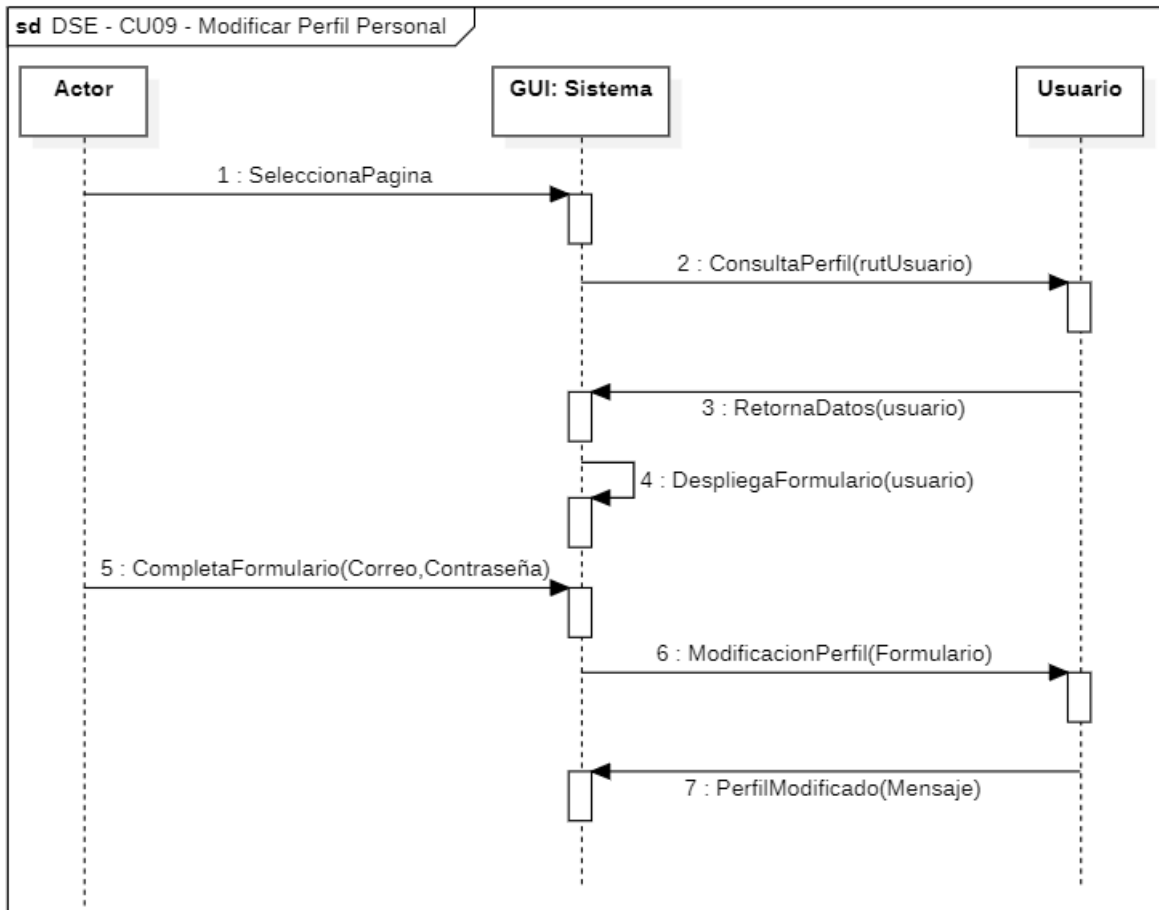 sd DSE - CU09 - Modificar Perfil Personal
Actor
GUI: Sistema
Usuario
1 : SeleccionaPagina
2 : ConsultaPerfil(rutUsuario)
3 : RetornaDatos(usuario)
4 : DespliegaFormulario(usuario)
5 : CompletaFormulario(Correo,Contraseña)
6 : ModificacionPerfil(Formulario)
7 : PerfilModificado(Mensaje)